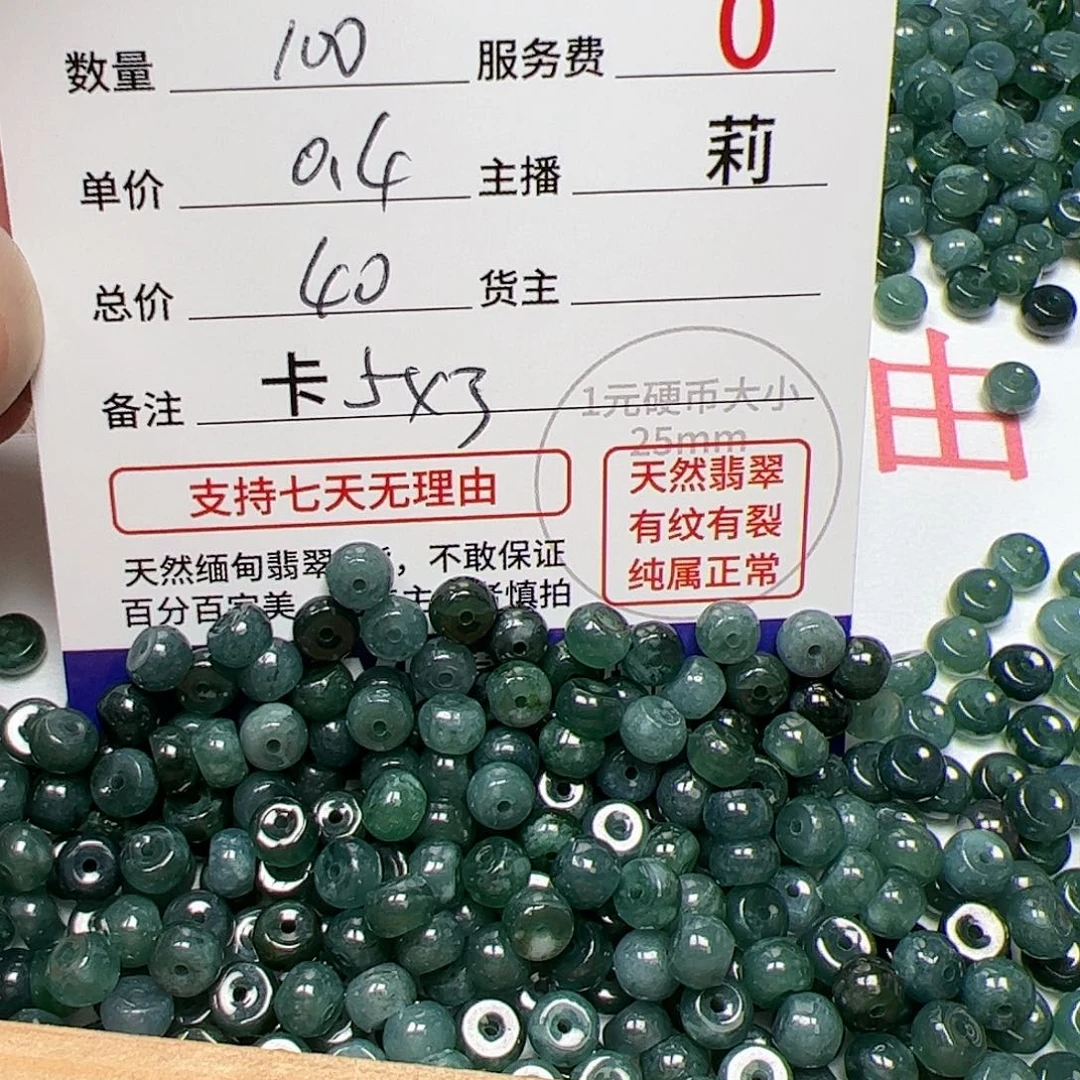 数量 100 服务费 0
单价 0.4 主播 莉
总价 40 货主
备注 卡 5x3
1元硬币大小
25mm
支持七天无理由
天然翡翠
有纹有裂
纯属正常
天然缅甸翡翠 ，不敢保证
百分百完美 主 者慎拍
由